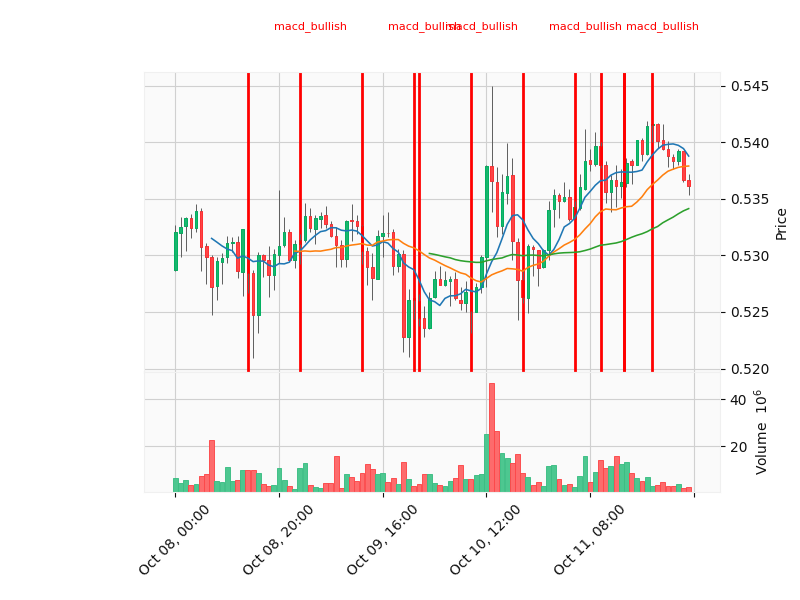 macd_bullish macd_bullish macd_bullish macd_bullish macd_bullish
0.545
0.540
0.535
0.530
0.525
0.520
Price
40
20
Volume 10^6
Oct 08, 00:00
Oct 08, 20:00
Oct 09, 16:00
Oct 10, 12:00
Oct 11, 08:00